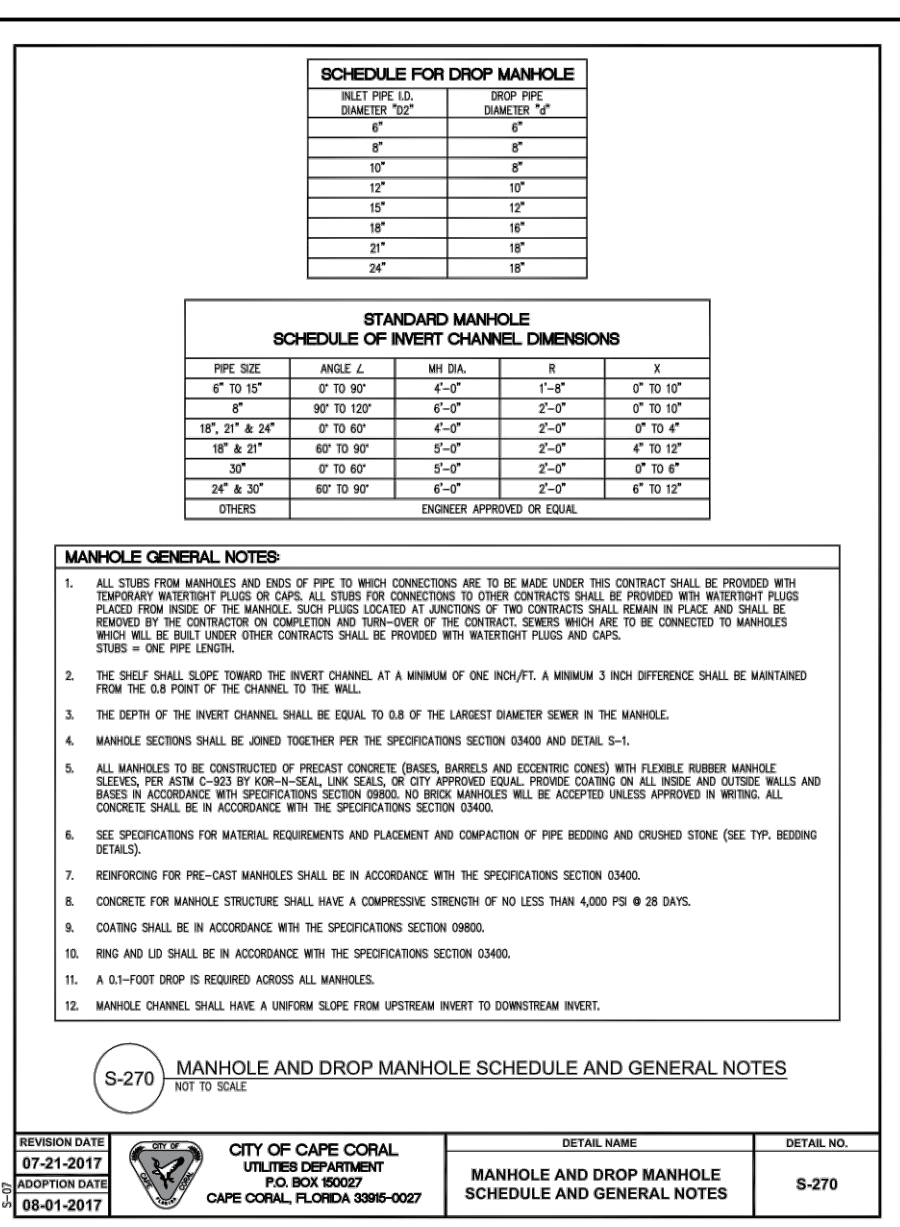 SCHEDULE FOR DROP MANHOLE
INLET PIPE I.D. DIAMETER "D2" DROP PIPE DIAMETER "d"
6" 6"
8" 8"
10" 8"
12" 10"
15" 12"
18" 16"
21" 18"
24" 18"
STANDARD MANHOLE
SCHEDULE OF INVERT CHANNEL DIMENSIONS
PIPE SIZE ANGLE ∠ MH DIA. R X
6" TO 15" 0° TO 90° 4'-0" 1'-8" 0" TO 10"
8" 90° TO 120° 6'-0" 2'-0" 0" TO 10"
18", 21" & 24" 0° TO 60° 4'-0" 2'-0" 0" TO 4"
18" & 21" 60° TO 90° 5'-0" 2'-0" 4" TO 12"
30" 0° TO 60° 5'-0" 2'-0" 0" TO 6"
24" & 30" 60° TO 90° 6'-0" 2'-0" 6" TO 12"
OTHERS ENGINEER APPROVED OR EQUAL
MANHOLE GENERAL NOTES:
1. ALL STUBS FROM MANHOLES AND ENDS OF PIPE TO WHICH CONNECTIONS ARE TO BE MADE UNDER THIS CONTRACT SHALL BE PROVIDED WITH
TEMPORARY WATERTIGHT PLUGS OR CAPS. ALL STUBS FOR CONNECTIONS TO OTHER CONTRACTS SHALL BE PROVIDED WITH WATERTIGHT PLUGS
PLACED FROM INSIDE OF THE MANHOLE. SUCH PLUGS LOCATED AT JUNCTIONS OF TWO CONTRACTS SHALL REMAIN IN PLACE AND SHALL BE
REMOVED BY THE CONTRACTOR ON COMPLETION AND TURN-OVER OF THE CONTRACT. SEWERS WHICH ARE TO BE CONNECTED TO MANHOLES
WHICH WILL BE BUILT UNDER OTHER CONTRACTS SHALL BE PROVIDED WITH WATERTIGHT PLUGS AND CAPS.
STUBS = ONE PIPE LENGTH.
2. THE SHELF SHALL SLOPE TOWARD THE INVERT CHANNEL AT A MINIMUM OF ONE INCH/FT. A MINIMUM 3 INCH DIFFERENCE SHALL BE MAINTAINED
FROM THE 0.8 POINT OF THE CHANNEL TO THE WALL.
3. THE DEPTH OF THE INVERT CHANNEL SHALL BE EQUAL TO 0.8 OF THE LARGEST DIAMETER SEWER IN THE MANHOLE.
4. MANHOLE SECTIONS SHALL BE JOINED TOGETHER PER THE SPECIFICATIONS SECTION 03400 AND DETAIL S-1.
5. ALL MANHOLES TO BE CONSTRUCTED OF PRECAST CONCRETE (BASES, BARRELS AND ECCENTRIC CONES) WITH FLEXIBLE RUBBER MANHOLE
SLEEVES, PER ASTM C-923 BY KOR-N-SEAL, LINK SEALS, OR CITY APPROVED EQUAL. PROVIDE COATING ON ALL INSIDE AND OUTSIDE WALLS AND
BASES IN ACCORDANCE WITH SPECIFICATIONS SECTION 09800. NO BRICK MANHOLES WILL BE ACCEPTED UNLESS APPROVED IN WRITING. ALL
CONCRETE SHALL BE IN ACCORDANCE WITH THE SPECIFICATIONS SECTION 03400.
6. SEE SPECIFICATIONS FOR MATERIAL REQUIREMENTS AND PLACEMENT AND COMPACTION OF PIPE BEDDING AND CRUSHED STONE (SEE TYP. BEDDING
DETAILS).
7. REINFORCING FOR PRE-CAST MANHOLES SHALL BE IN ACCORDANCE WITH THE SPECIFICATIONS SECTION 03400.
8. CONCRETE FOR MANHOLE STRUCTURE SHALL HAVE A COMPRESSIVE STRENGTH OF NO LESS THAN 4,000 PSI @ 28 DAYS.
9. COATING SHALL BE IN ACCORDANCE WITH THE SPECIFICATIONS SECTION 09800.
10. RING AND LID SHALL BE IN ACCORDANCE WITH THE SPECIFICATIONS SECTION 03400.
11. A 0.1-FOOT DROP IS REQUIRED ACROSS ALL MANHOLES.
12. MANHOLE CHANNEL SHALL HAVE A UNIFORM SLOPE FROM UPSTREAM INVERT TO DOWNSTREAM INVERT.
S-270 MANHOLE AND DROP MANHOLE SCHEDULE AND GENERAL NOTES
NOT TO SCALE
S-07
REVISION DATE
07-21-2017
ADOPTION DATE
08-01-2017
CITY OF
CAPE CORAL
FLORIDA
CITY OF CAPE CORAL
UTILITIES DEPARTMENT
P.O. BOX 150027
CAPE CORAL, FLORIDA 33915-0027
DETAIL NAME
MANHOLE AND DROP MANHOLE
SCHEDULE AND GENERAL NOTES
DETAIL NO.
S-270